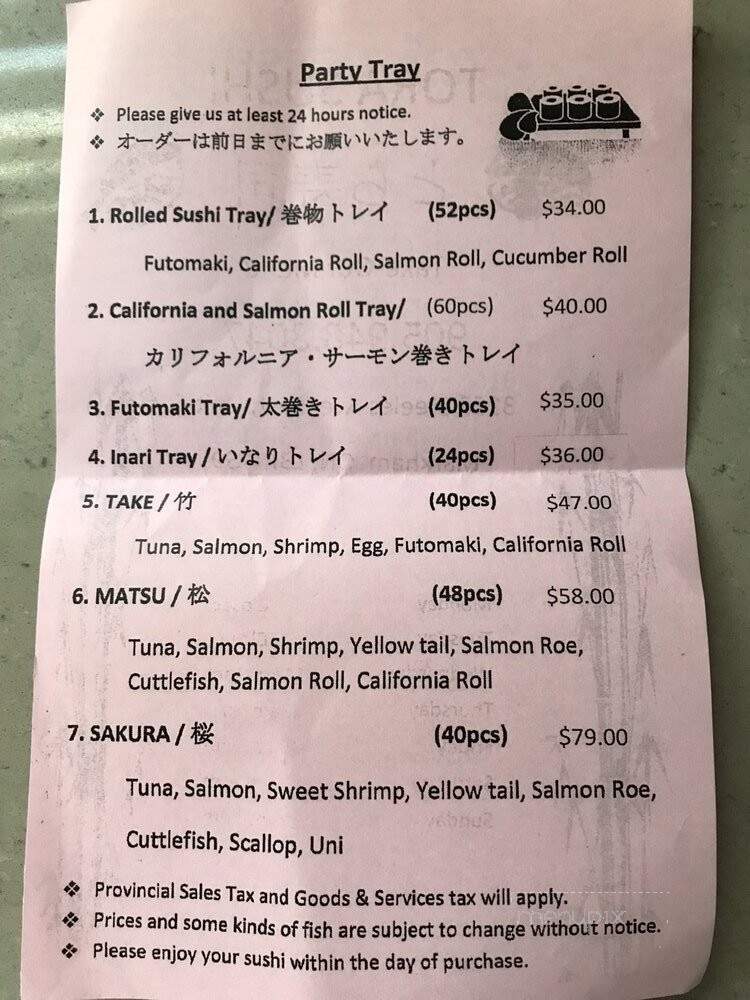 Party Tray
❖ Please give us at least 24 hours notice.
❖ オーダーは前日までにお願いいたします。
1. Rolled Sushi Tray/ 巻物トレイ (52pcs) $34.00
Futomaki, California Roll, Salmon Roll, Cucumber Roll
2. California and Salmon Roll Tray/ (60pcs) $40.00
カリフォルニア・サーモン巻きトレイ
3. Futomaki Tray/ 太巻きトレイ (40pcs) $35.00
4. Inari Tray / いなりトレイ (24pcs) $36.00
5. TAKE / 竹 (40pcs) $47.00
Tuna, Salmon, Shrimp, Egg, Futomaki, California Roll
6. MATSU / 松 (48pcs) $58.00
Tuna, Salmon, Shrimp, Yellow tail, Salmon Roe,
Cuttlefish, Salmon Roll, California Roll
7. SAKURA / 桜 (40pcs) $79.00
Tuna, Salmon, Sweet Shrimp, Yellow tail, Salmon Roe,
Cuttlefish, Scallop, Uni
❖ Provincial Sales Tax and Goods & Services tax will apply.
❖ Prices and some kinds of fish are subject to change without notice.
❖ Please enjoy your sushi within the day of purchase.